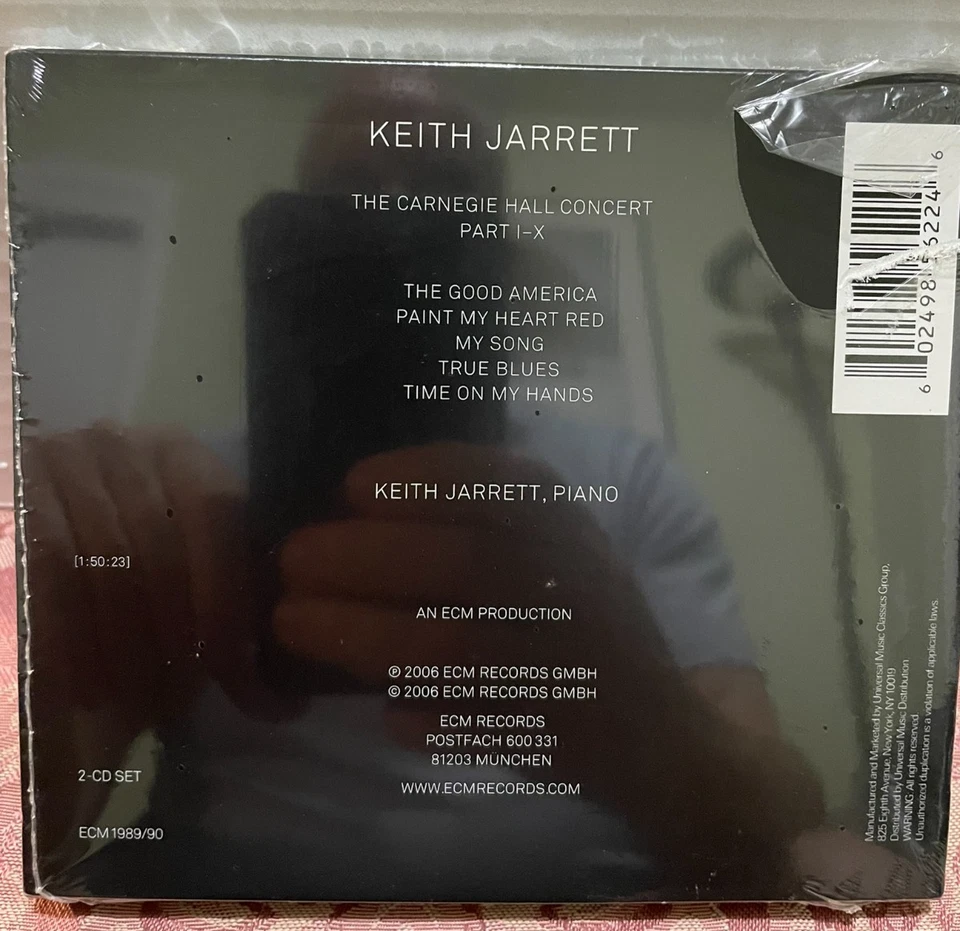 KEITH JARRETT
THE CARNEGIE HALL CONCERT
PART I–X
THE GOOD AMERICA
PAINT MY HEART RED
MY SONG
TRUE BLUES
TIME ON MY HANDS
KEITH JARRETT, PIANO
[1:50:23]
AN ECM PRODUCTION
℗ 2006 ECM RECORDS GMBH
© 2006 ECM RECORDS GMBH
ECM RECORDS
POSTFACH 600 331
81203 MÜNCHEN
WWW.ECMRECORDS.COM
2-CD SET
ECM 1989/90
6 02498 56224 6
Manufactured and Marketed by Universal Music Classics Group,
825 Eighth Avenue, New York, NY 10019
Distributed by Universal Music Distribution
WARNING: All rights reserved
Unauthorized duplication is a violation of applicable laws.